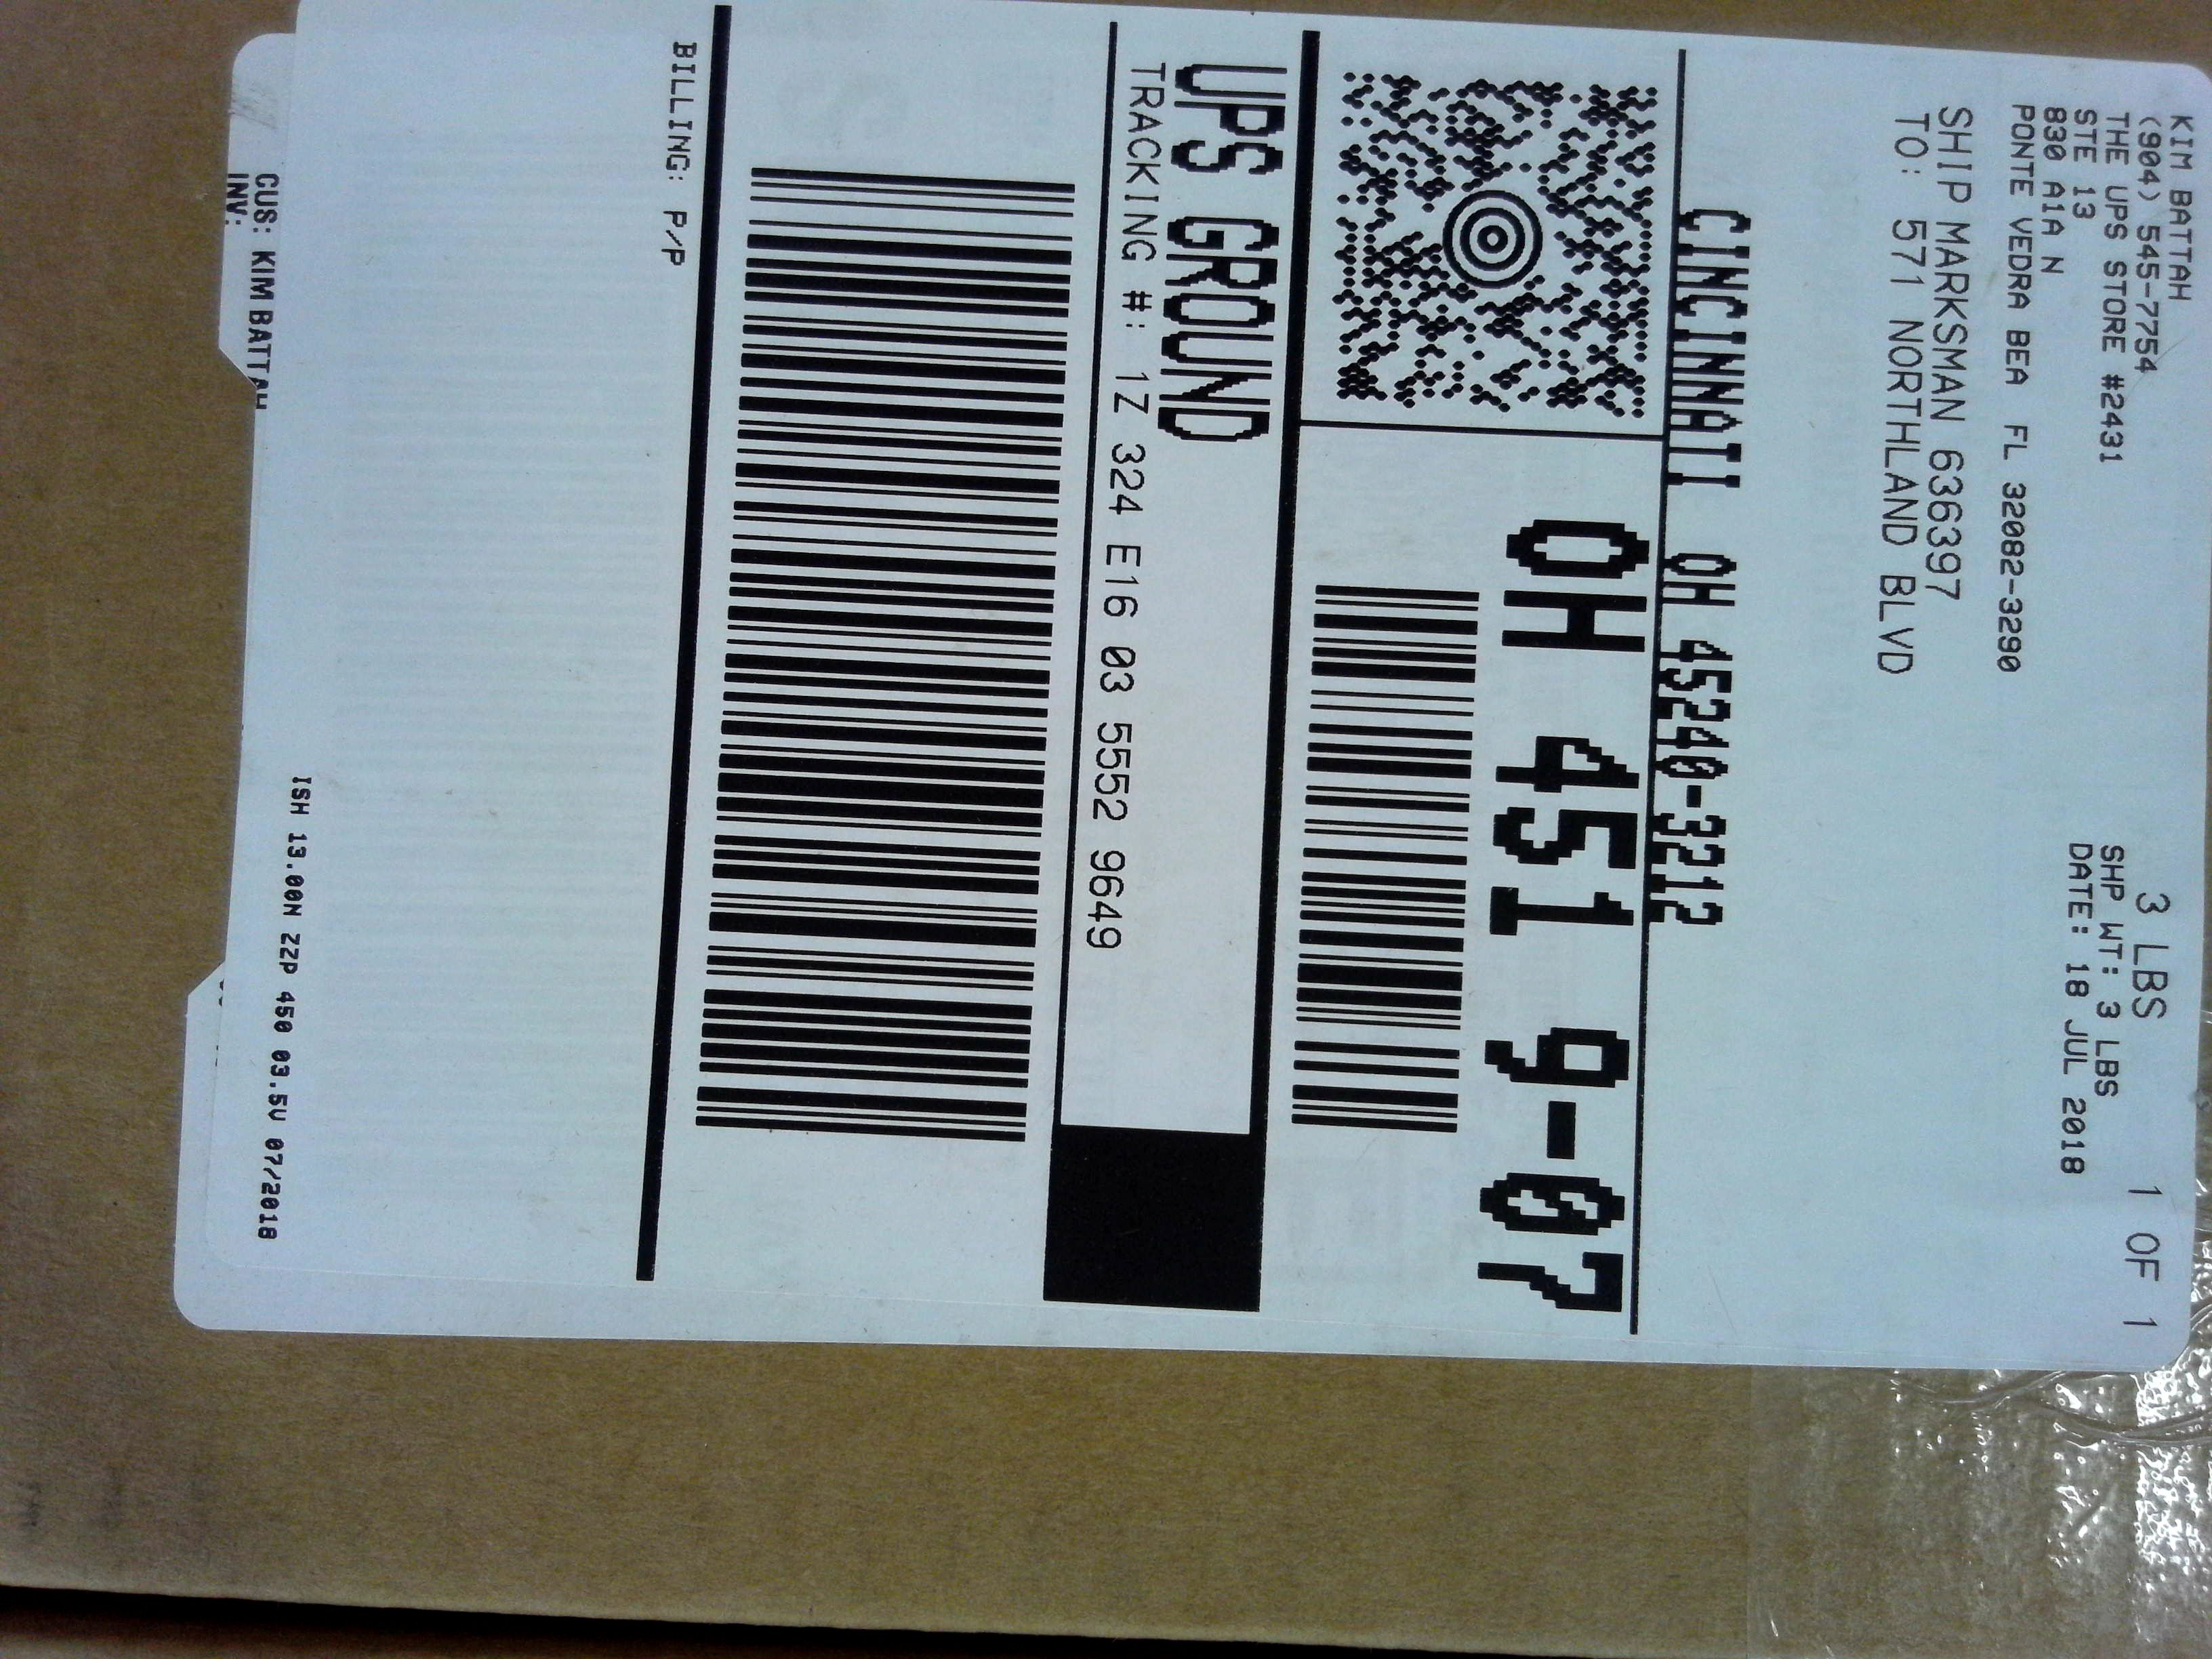 KIM BATTAH
(904) 545-7754
THE UPS STORE #2431
STE 13
830 A1A N
PONTE VEDRA BEA FL 32082-3290
3 LBS
1 OF 1
SHP WT: 3 LBS
DATE: 18 JUL 2018
SHIP MARKSMAN 636397
TO: 571 NORTHLAND BLVD
CINCINNATI OH 45240-3212
OH 451 9-07
UPS GROUND
TRACKING #: 1Z 324 E16 03 5552 9649
BILLING: P/P
ISH 13.00N ZZP 450 03.5U 07/2018
CUS: KIM BATTAH
INV: